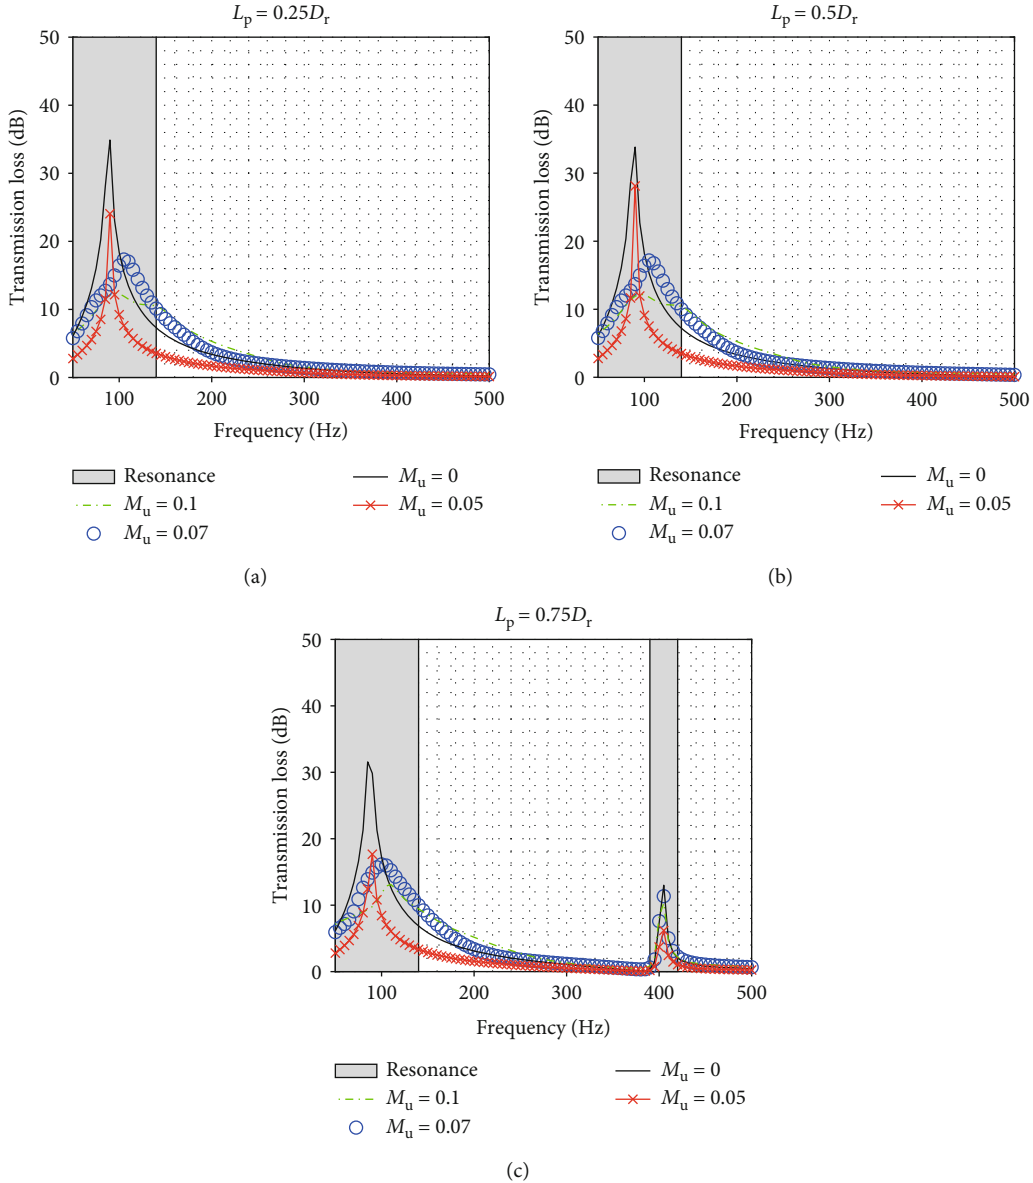 L_p = 0.25D_r
50
40
30
20
10
0
Transmission loss (dB)
100 200 300 400 500
Frequency (Hz)
Resonance
M_u = 0.1
M_u = 0.07
M_u = 0
M_u = 0.05
(a)
L_p = 0.5D_r
50
40
30
20
10
0
Transmission loss (dB)
100 200 300 400 500
Frequency (Hz)
Resonance
M_u = 0.1
M_u = 0.07
M_u = 0
M_u = 0.05
(b)
L_p = 0.75D_r
50
40
30
20
10
0
Transmission loss (dB)
100 200 300 400 500
Frequency (Hz)
Resonance
M_u = 0.1
M_u = 0.07
M_u = 0
M_u = 0.05
(c)